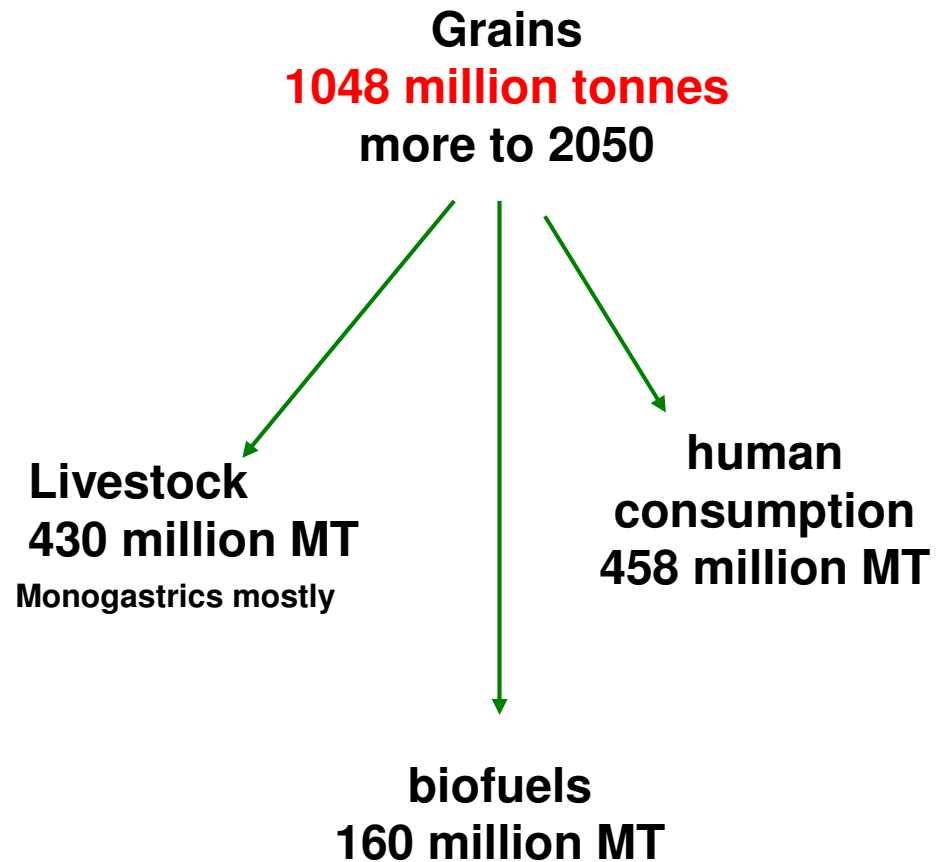 Grains
1048 million tonnes
more to 2050
Livestock
430 million MT
Monogastrics mostly
human
consumption
458 million MT
biofuels
160 million MT